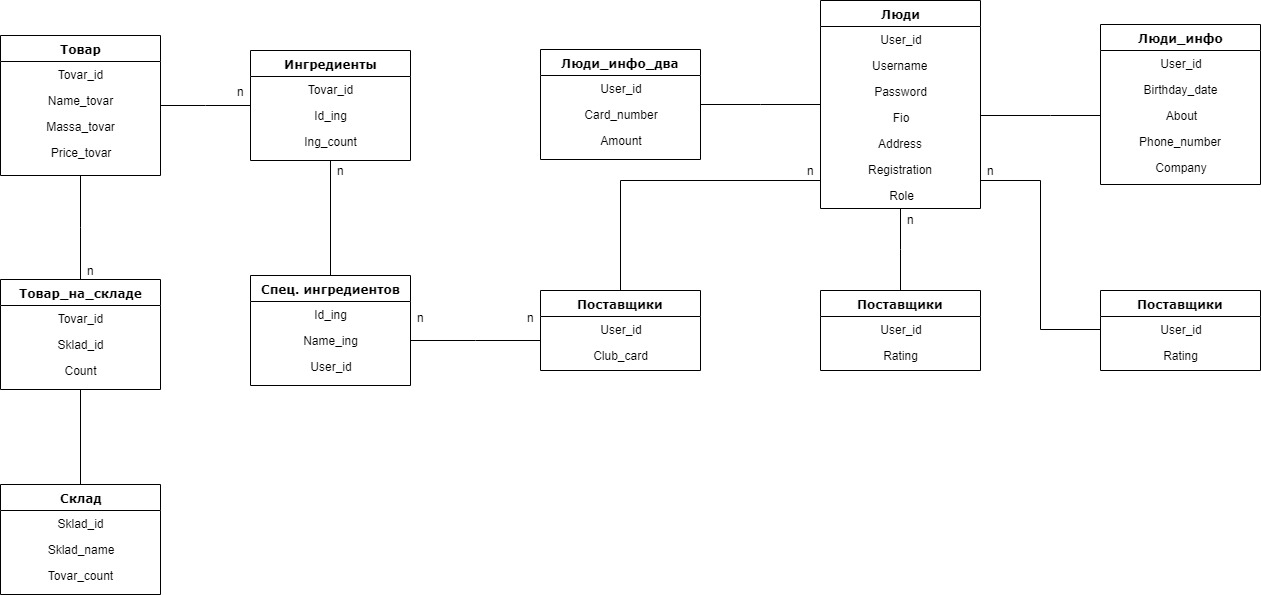 Товар
Tovar_id
Name_tovar
Massa_tovar
Price_tovar
n
Ингредиенты
Tovar_id
Id_ing
Ing_count
n
Люди_инфо_два
User_id
Card_number
Amount
Люди
User_id
Username
Password
Fio
Address
Registration
Role
Люди_инфо
User_id
Birthday_date
About
Phone_number
Company
n
n
n
n
Товар_на_складе
Tovar_id
Sklad_id
Count
Спец. ингредиентов
Id_ing
Name_ing
User_id
n
n
Поставщики
User_id
Club_card
Поставщики
User_id
Rating
Поставщики
User_id
Rating
Склад
Sklad_id
Sklad_name
Tovar_count